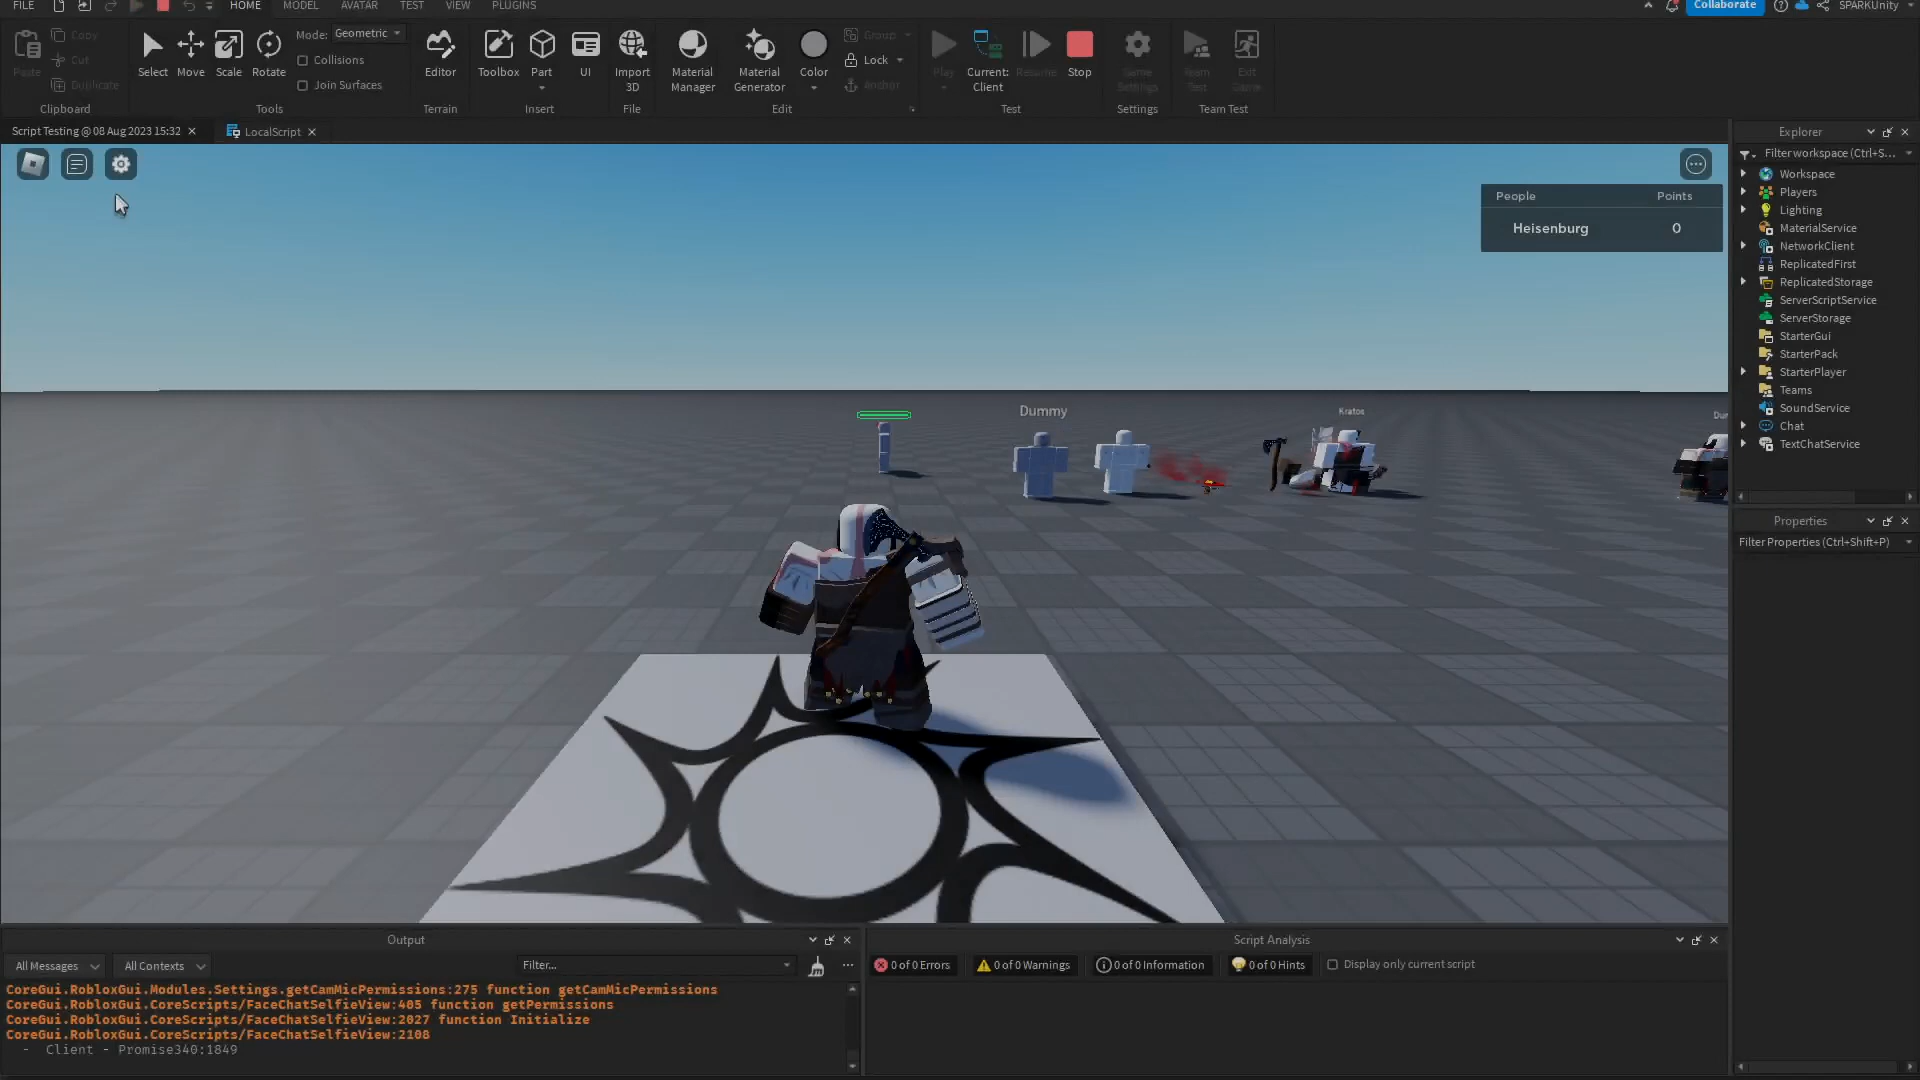 FILE HOME MODEL AVATAR TEST VIEW PLUGINS Collaborate SPARKUnity
Paste Copy Cut Duplicate
Clipboard
Select Move Scale Rotate
Mode: Geometric
Collisions
Join Surfaces
Tools
Editor
Terrain
Toolbox Part UI
Insert
Import 3D
File
Material Manager
Material Generator
Color
Group
Lock
Anchor
Edit
Play
Current: Client
Resume
Stop
Test
Game Settings
Settings
Team Test
Exit Game
Team Test
Script Testing @ 08 Aug 2023 15:32
LocalScript
People Points
Heisenburg 0
Dummy
Kratos
Dur
Explorer
Filter workspace (Ctrl+S...
Workspace
Players
Lighting
MaterialService
NetworkClient
ReplicatedFirst
ReplicatedStorage
ServerScriptService
ServerStorage
StarterGui
StarterPack
StarterPlayer
Teams
SoundService
Chat
TextChatService
Properties
Filter Properties (Ctrl+Shift+P)
Output
All Messages All Contexts Filter...
CoreGui.RobloxGui.Modules.Settings.getCamMicPermissions:275 function getCamMicPermissions
CoreGui.RobloxGui.CoreScripts/FaceChatSelfieView:405 function getPermissions
CoreGui.RobloxGui.CoreScripts/FaceChatSelfieView:2027 function Initialize
CoreGui.RobloxGui.CoreScripts/FaceChatSelfieView:2108
- Client - Promise340:1849
Script Analysis
0 of 0 Errors 0 of 0 Warnings 0 of 0 Information 0 of 0 Hints Display only current script